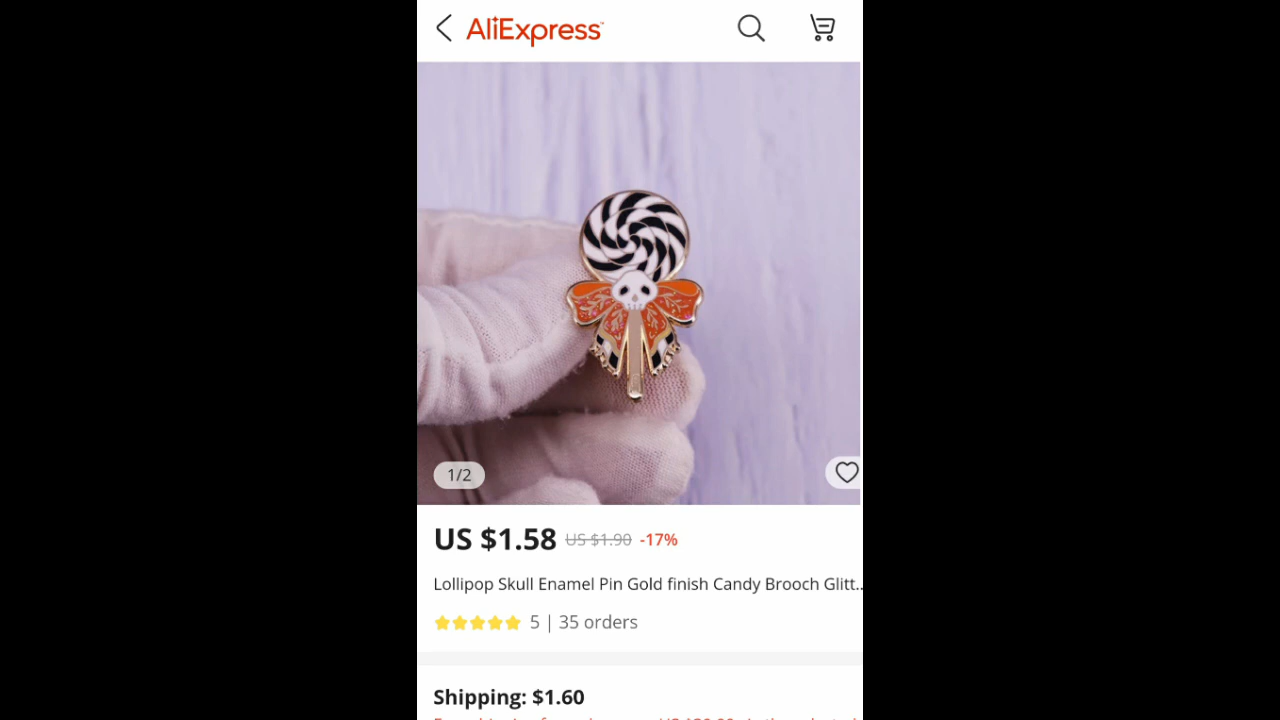 AliExpress
1/2
US $1.58 US $1.90 -17%
Lollipop Skull Enamel Pin Gold finish Candy Brooch Glitt..
5 | 35 orders
Shipping: $1.60